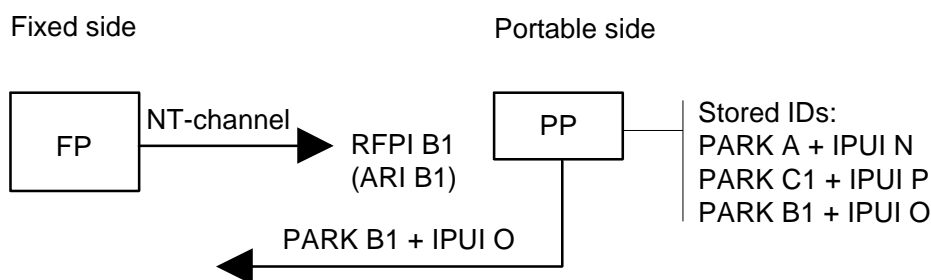 Fixed side
Portable side
FP
NT-channel
RFPI B1
(ARI B1)
PP
Stored IDs:
PARK A + IPUI N
PARK C1 + IPUI P
PARK B1 + IPUI O
PARK B1 + IPUI O